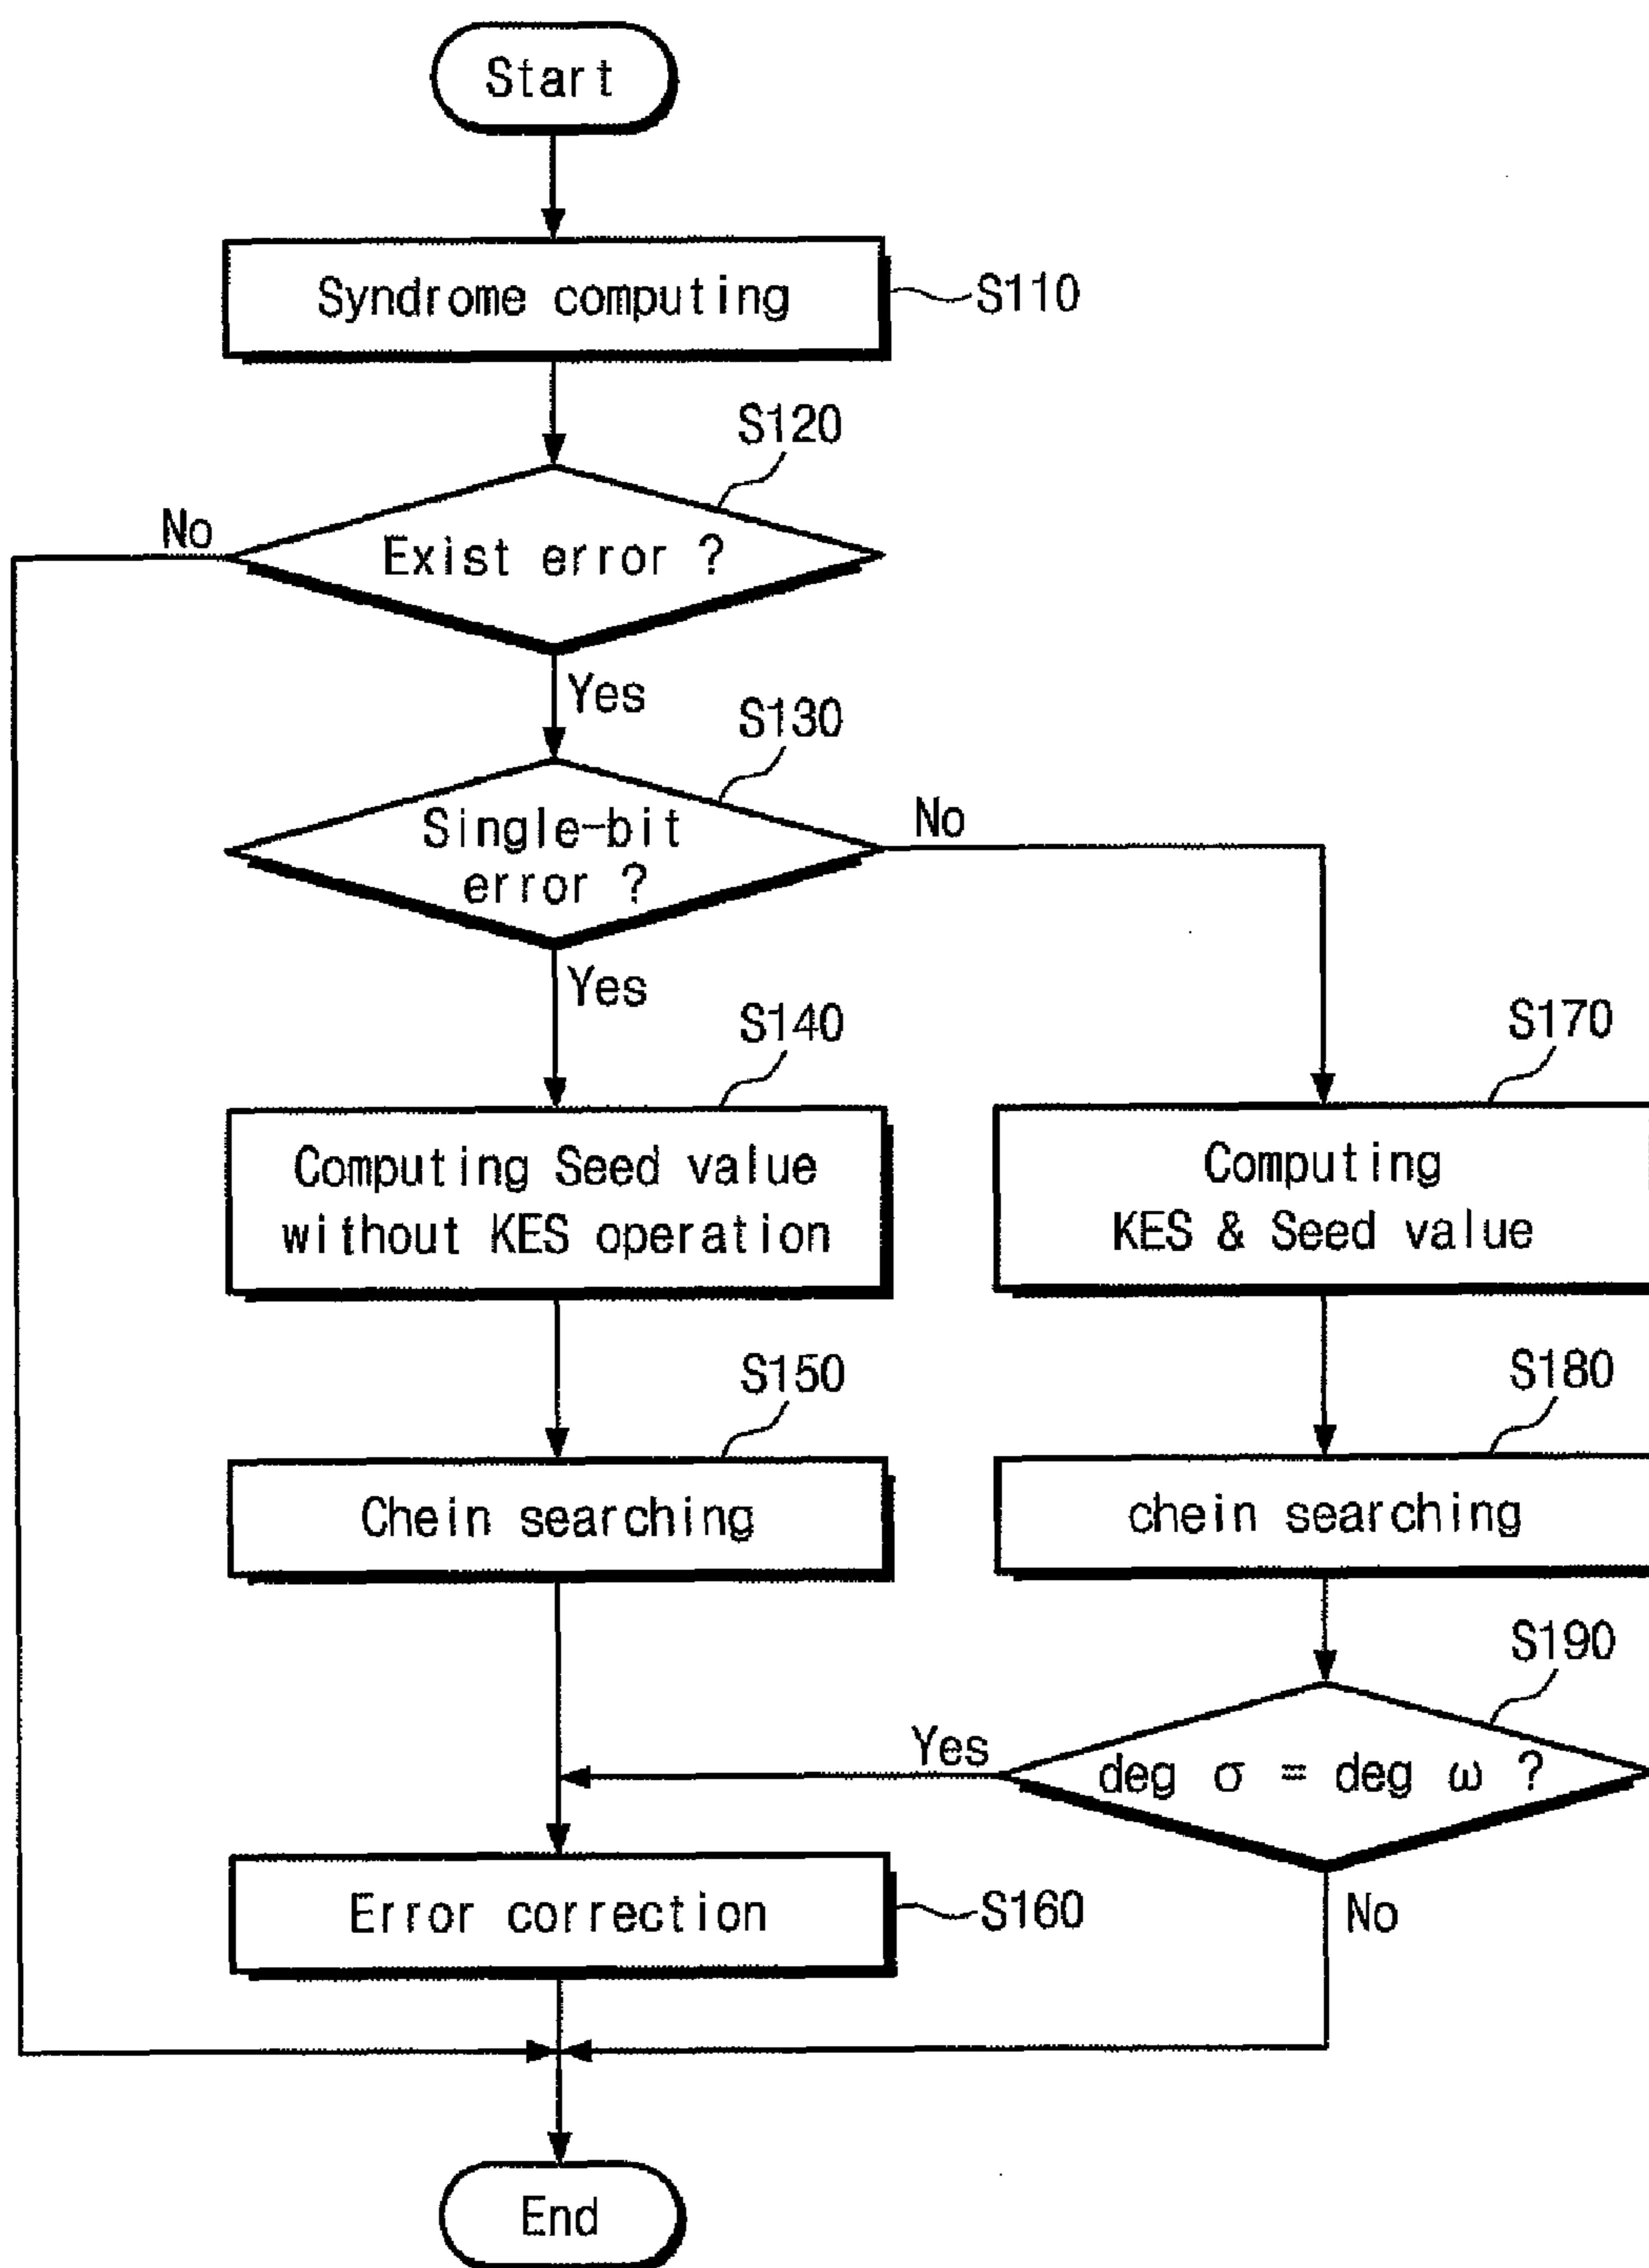 Start
Syndrome computing
S110
S120
Exist error ?
No
Yes
S130
Single-bit
error ?
No
Yes
S140
Computing Seed value
without KES operation
S170
Computing
KES & Seed value
S150
Chein searching
S180
chein searching
S190
deg σ = deg ω ?
Yes
No
Error correction
S160
End